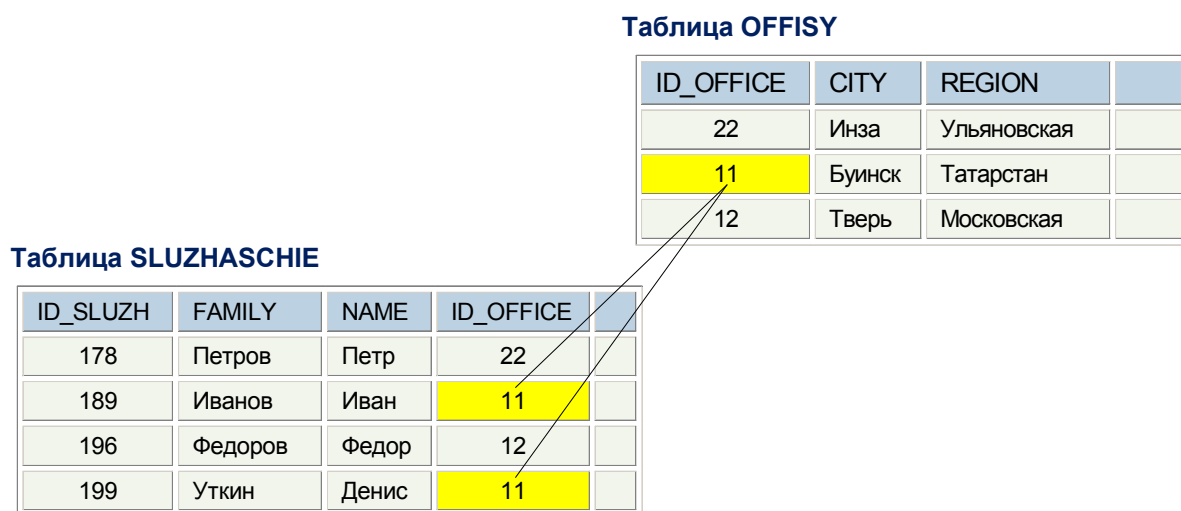 Таблица OFFISY
ID_OFFICE CITY REGION
22 Инза Ульяновская
11 Буинск Татарстан
12 Тверь Московская
Таблица SLUZHASCHIE
ID_SLUZH FAMILY NAME ID_OFFICE
178 Петров Петр 22
189 Иванов Иван 11
196 Федоров Федор 12
199 Уткин Денис 11